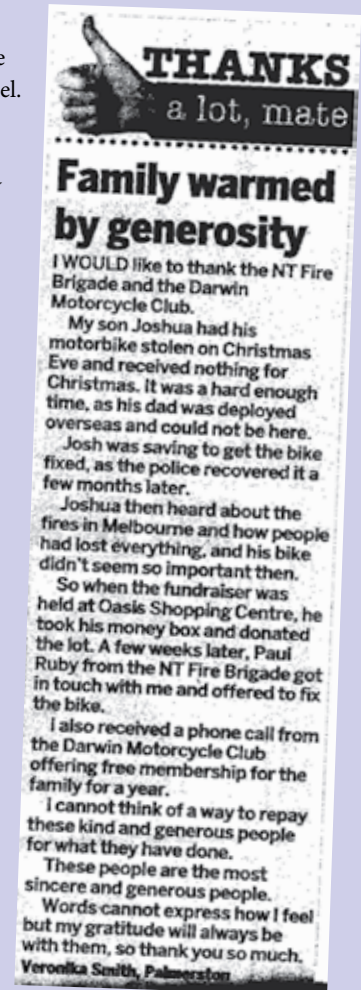 el.
THANKS
a lot, mate
Family warmed
by generosity
I WOULD like to thank the NT Fire
Brigade and the Darwin
Motorcycle Club.
My son Joshua had his
motorbike stolen on Christmas
Eve and received nothing for
Christmas. It was a hard enough
time, as his dad was deployed
overseas and could not be here.
Josh was saving to get the bike
fixed, as the police recovered it a
few months later.
Joshua then heard about the
fires in Melbourne and how people
had lost everything, and his bike
didn't seem so important then.
So when the fundraiser was
held at Oasis Shopping Centre, he
took his money box and donated
the lot. A few weeks later, Paul
Ruby from the NT Fire Brigade got
in touch with me and offered to fix
the bike.
I also received a phone call from
the Darwin Motorcycle Club
offering free membership for the
family for a year.
I cannot think of a way to repay
these kind and generous people
for what they have done.
These people are the most
sincere and generous people.
Words cannot express how I feel
but my gratitude will always be
with them, so thank you so much.
Veronika Smith, Palmerston